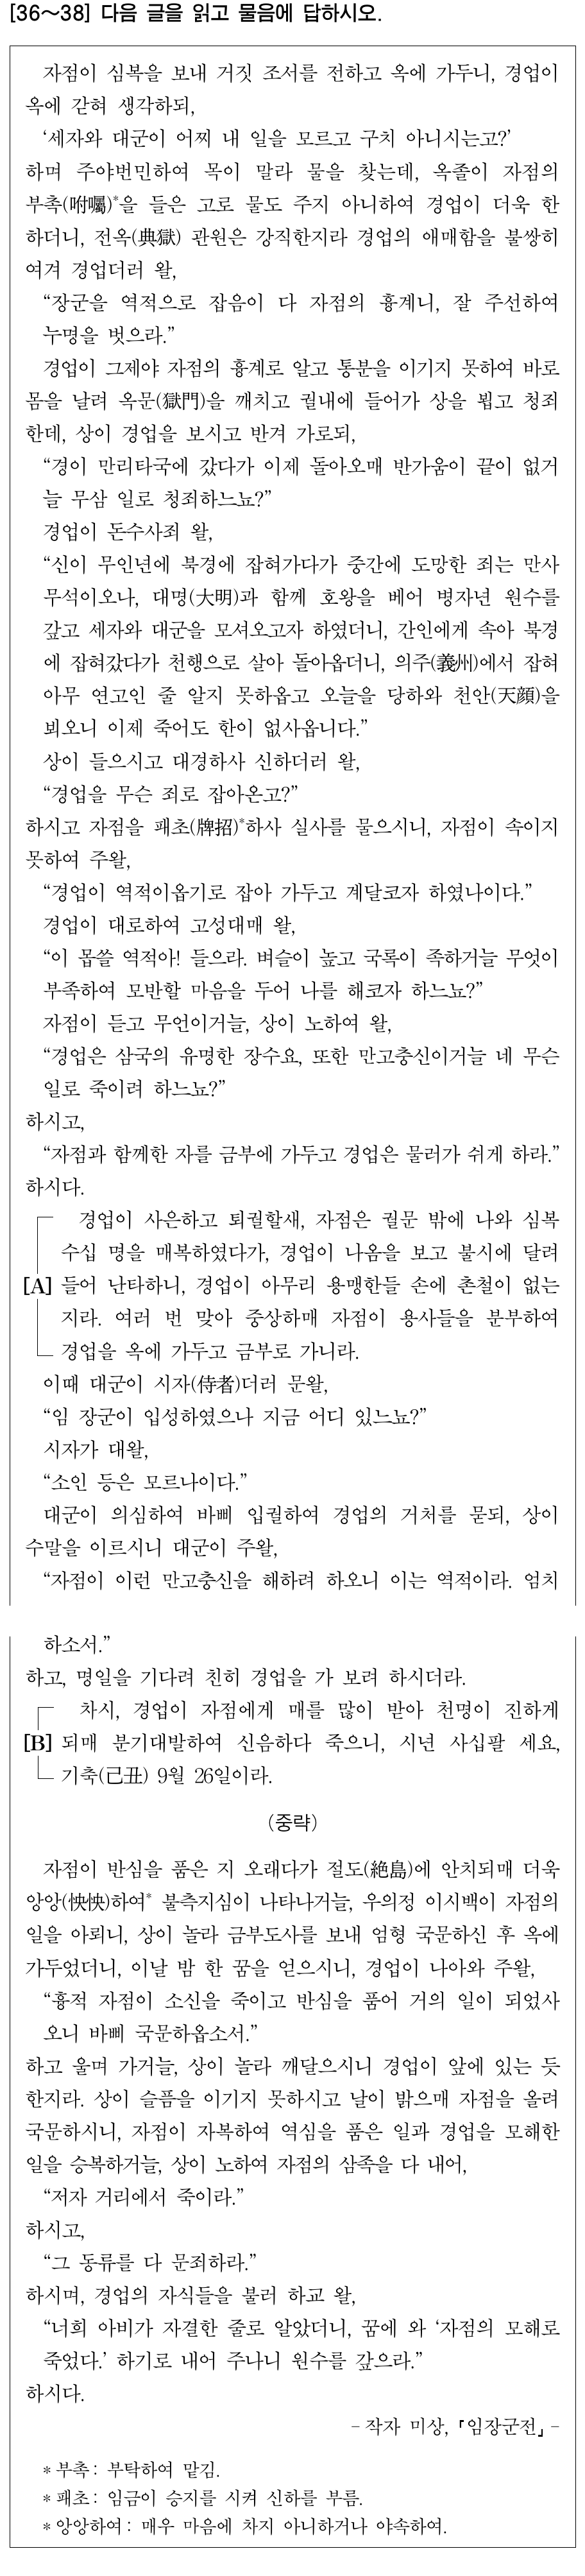 [36～38] 다음 글을 읽고 물음에 답하시오.
자점이 심복을 보내 거짓 조서를 전하고 옥에 가두니, 경업이
옥에 갇혀 생각하되,
‘세자와 대군이 어찌 내 일을 모르고 구치 아니시는고?’
하며 주야번민하여 목이 말라 물을 찾는데, 옥졸이 자점의
부촉(咐囑)*을 들은 고로 물도 주지 아니하여 경업이 더욱 한
하더니, 전옥(典獄) 관원은 강직한지라 경업의 애매함을 불쌍히
여겨 경업더러 왈,
“장군을 역적으로 잡음이 다 자점의 흉계니, 잘 주선하여
누명을 벗으라.”
경업이 그제야 자점의 흉계로 알고 통분을 이기지 못하여 바로
몸을 날려 옥문(獄門)을 깨치고 궐내에 들어가 상을 뵙고 청죄
한데, 상이 경업을 보시고 반겨 가로되,
“경이 만리타국에 갔다가 이제 돌아오매 반가움이 끝이 없거
늘 무삼 일로 청죄하느뇨?”
경업이 돈수사죄 왈,
“신이 무인년에 북경에 잡혀가다가 중간에 도망한 죄는 만사
무석이오나, 대명(大明)과 함께 호왕을 베어 병자년 원수를
갚고 세자와 대군을 모셔오고자 하였더니, 간인에게 속아 북경
에 잡혀갔다가 천행으로 살아 돌아옵더니, 의주(義州)에서 잡혀
아무 연고인 줄 알지 못하옵고 오늘을 당하와 천안(天顔)을
뵈오니 이제 죽어도 한이 없사옵니다.”
상이 들으시고 대경하사 신하더러 왈,
“경업을 무슨 죄로 잡아온고?”
하시고 자점을 패초(牌招)*하사 실사를 물으시니, 자점이 속이지
못하여 주왈,
“경업이 역적이옵기로 잡아 가두고 계달코자 하였나이다.”
경업이 대로하여 고성대매 왈,
“이 몹쓸 역적아! 들으라. 벼슬이 높고 국록이 족하거늘 무엇이
부족하여 모반할 마음을 두어 나를 해코자 하느뇨?”
자점이 듣고 무언이거늘, 상이 노하여 왈,
“경업은 삼국의 유명한 장수요, 또한 만고충신이거늘 네 무슨
일로 죽이려 하느뇨?”
하시고,
“자점과 함께한 자를 금부에 가두고 경업은 물러가 쉬게 하라.”
하시다.
경업이 사은하고 퇴궐할새, 자점은 궐문 밖에 나와 심복
수십 명을 매복하였다가, 경업이 나옴을 보고 불시에 달려
[A] 들어 난타하니, 경업이 아무리 용맹한들 손에 촌철이 없는
지라. 여러 번 맞아 중상하매 자점이 용사들을 분부하여
경업을 옥에 가두고 금부로 가니라.
이때 대군이 시자(侍者)더러 문왈,
“임 장군이 입성하였으나 지금 어디 있느뇨?”
시자가 대왈,
“소인 등은 모르나이다.”
대군이 의심하여 바삐 입궐하여 경업의 거처를 묻되, 상이
수말을 이르시니 대군이 주왈,
“자점이 이런 만고충신을 해하려 하오니 이는 역적이라. 엄치
하소서.”
하고, 명일을 기다려 친히 경업을 가 보려 하시더라.
차시, 경업이 자점에게 매를 많이 받아 천명이 진하게
[B] 되매 분기대발하여 신음하다 죽으니, 시년 사십팔 세요,
기축(己丑) 9월 26일이라.
(중략)
자점이 반심을 품은 지 오래다가 절도(絶島)에 안치되매 더욱
앙앙(怏怏)하여* 불측지심이 나타나거늘, 우의정 이시백이 자점의
일을 아뢰니, 상이 놀라 금부도사를 보내 엄형 국문하신 후 옥에
가두었더니, 이날 밤 한 꿈을 얻으시니, 경업이 나아와 주왈,
“흉적 자점이 소신을 죽이고 반심을 품어 거의 일이 되었사
오니 바삐 국문하옵소서.”
하고 울며 가거늘, 상이 놀라 깨달으시니 경업이 앞에 있는 듯
한지라. 상이 슬픔을 이기지 못하시고 날이 밝으매 자점을 올려
국문하시니, 자점이 자복하여 역심을 품은 일과 경업을 모해한
일을 승복하거늘, 상이 노하여 자점의 삼족을 다 내어,
“저자 거리에서 죽이라.”
하시고,
“그 동류를 다 문죄하라.”
하시며, 경업의 자식들을 불러 하교 왈,
“너희 아비가 자결한 줄로 알았더니, 꿈에 와 ‘자점의 모해로
죽었다.’ 하기로 내어 주나니 원수를 갚으라.”
하시다.
- 작자 미상, 「임장군전」 -
* 부촉 : 부탁하여 맡김.
* 패초 : 임금이 승지를 시켜 신하를 부름.
* 앙앙하여 : 매우 마음에 차지 아니하거나 야속하여.